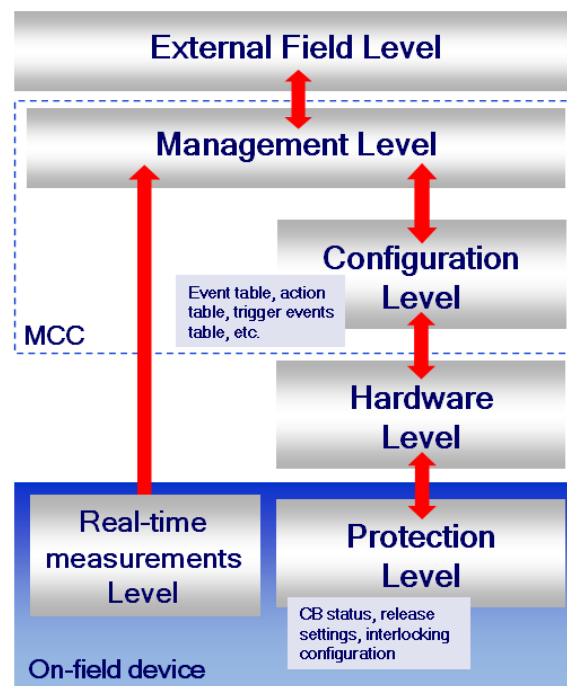 External Field Level
Management Level
Configuration
Level
Event table, action
table, trigger events
table, etc.
MCC
Hardware
Level
Real-time
measurements
Level
Protection
Level
CB status, release
settings, interlocking
configuration
On-field device